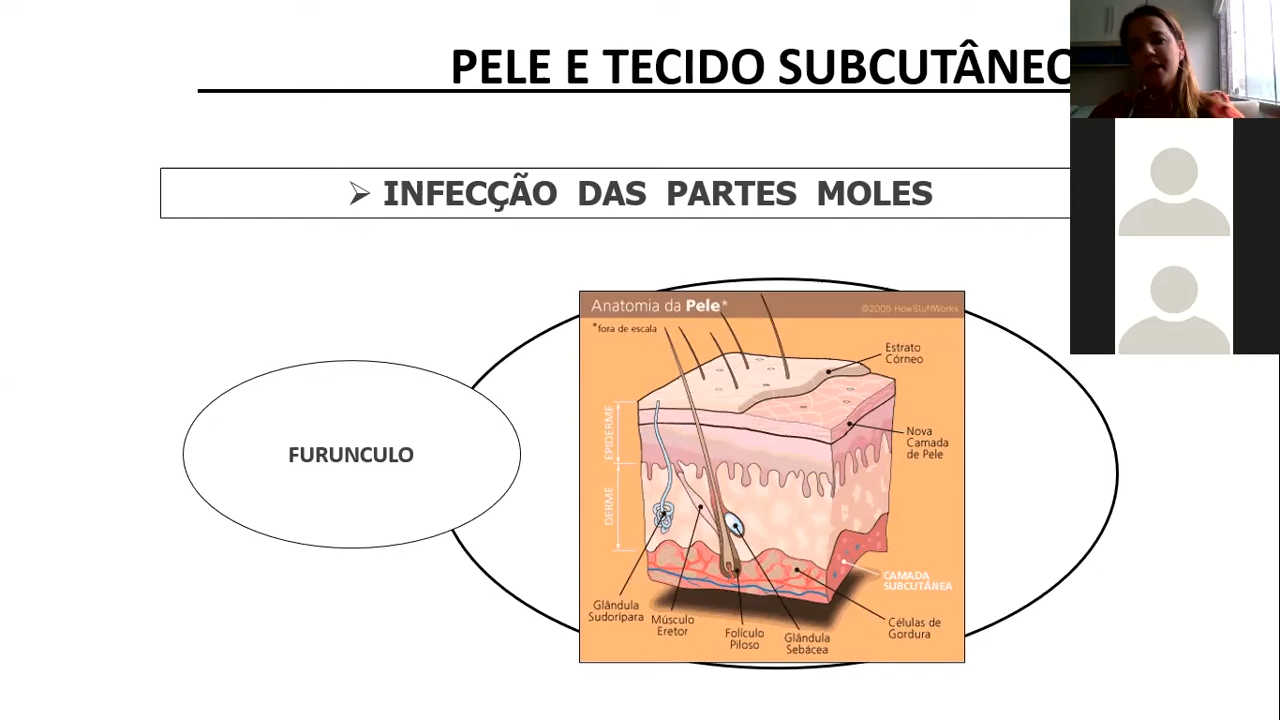 PELE E TECIDO SUBCUTÂNEO
➢ INFECÇÃO DAS PARTES MOLES
FURUNCULO
Anatomia da Pele*
©2005 HowStuffWorks
*fora de escala
Estrato
Córneo
EPIDERME
Nova
Camada
de Pele
DERME
CAMADA
SUBCUTÂNEA
Glândula
Sudorípara
Músculo
Eretor
Folículo
Piloso
Glândula
Sebácea
Células de
Gordura